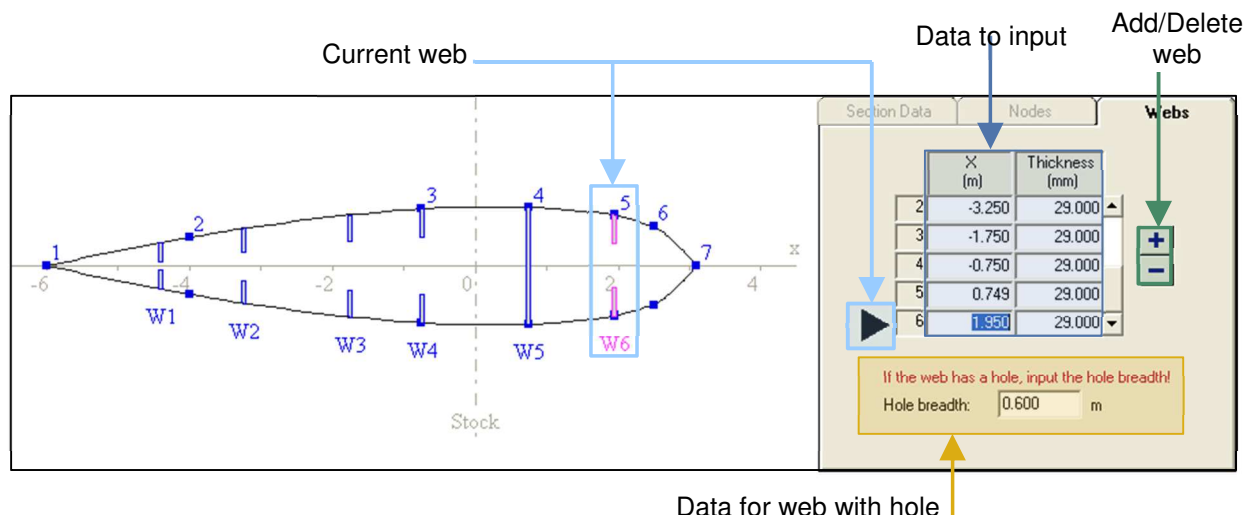 Current web
Data to input
Add/Delete
web
Section Data
Nodes
Webs
X
(m)
Thickness
(mm)
2 -3.250 29.000
3 -1.750 29.000
4 -0.750 29.000
5 0.749 29.000
6 1.950 29.000
+
−
If the web has a hole, input the hole breadth!
Hole breadth: 0.600 m
1
2
3
4
5
6
7
x
-6 -4 -2 0 2 4
W1
W2
W3
W4
W5
W6
Stock
Data for web with hole